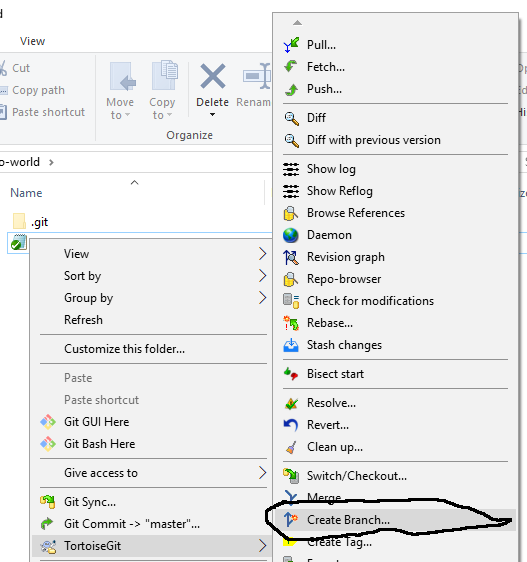 View
Cut
Copy path
Paste shortcut
Move
to
Copy
to
Delete
Organize
o-world
Name
.git
View
Sort by
Group by
Refresh
Customize this folder...
Paste
Paste shortcut
Git GUI Here
Git Bash Here
Give access to
Git Sync...
Git Commit -> "master"...
TortoiseGit
Pull...
Fetch...
Push...
Diff
Diff with previous version
Show log
Show Reflog
Browse References
Daemon
Revision graph
Repo-browser
Check for modifications
Rebase...
Stash changes
Bisect start
Resolve...
Revert...
Clean up...
Switch/Checkout...
Merge...
Create Branch...
Create Tag...